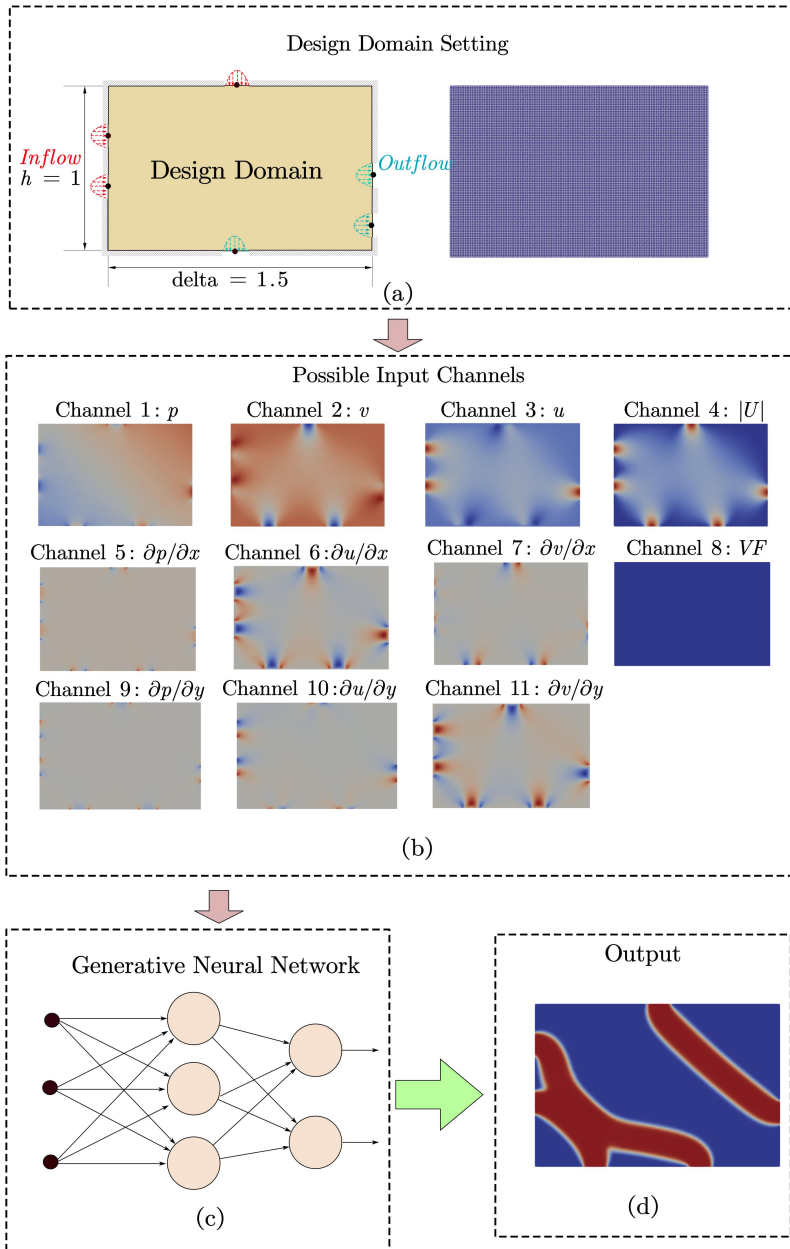 Design Domain Setting
Inflow
h = 1
Design Domain
Outflow
delta = 1.5
(a)
Possible Input Channels
Channel 1: p
Channel 2: v
Channel 3: u
Channel 4: |U|
Channel 5: ∂p/∂x
Channel 6:∂u/∂x
Channel 7: ∂v/∂x
Channel 8: VF
Channel 9: ∂p/∂y
Channel 10:∂u/∂y
Channel 11: ∂v/∂y
(b)
Generative Neural Network
(c)
Output
(d)